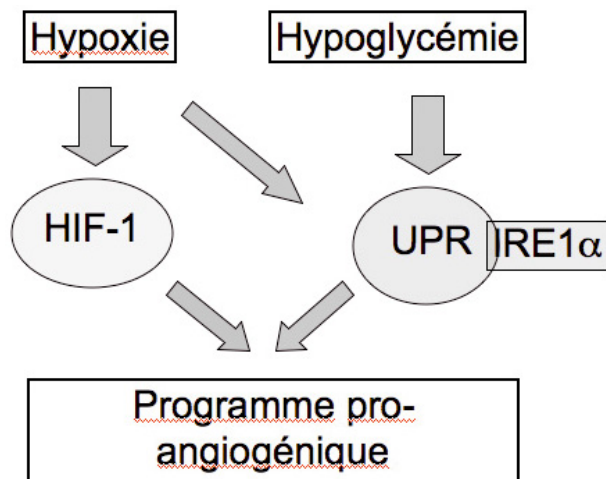 Hypoxie
Hypoglycémie
HIF-1
UPR
IRE1α
Programme pro-
angiogénique